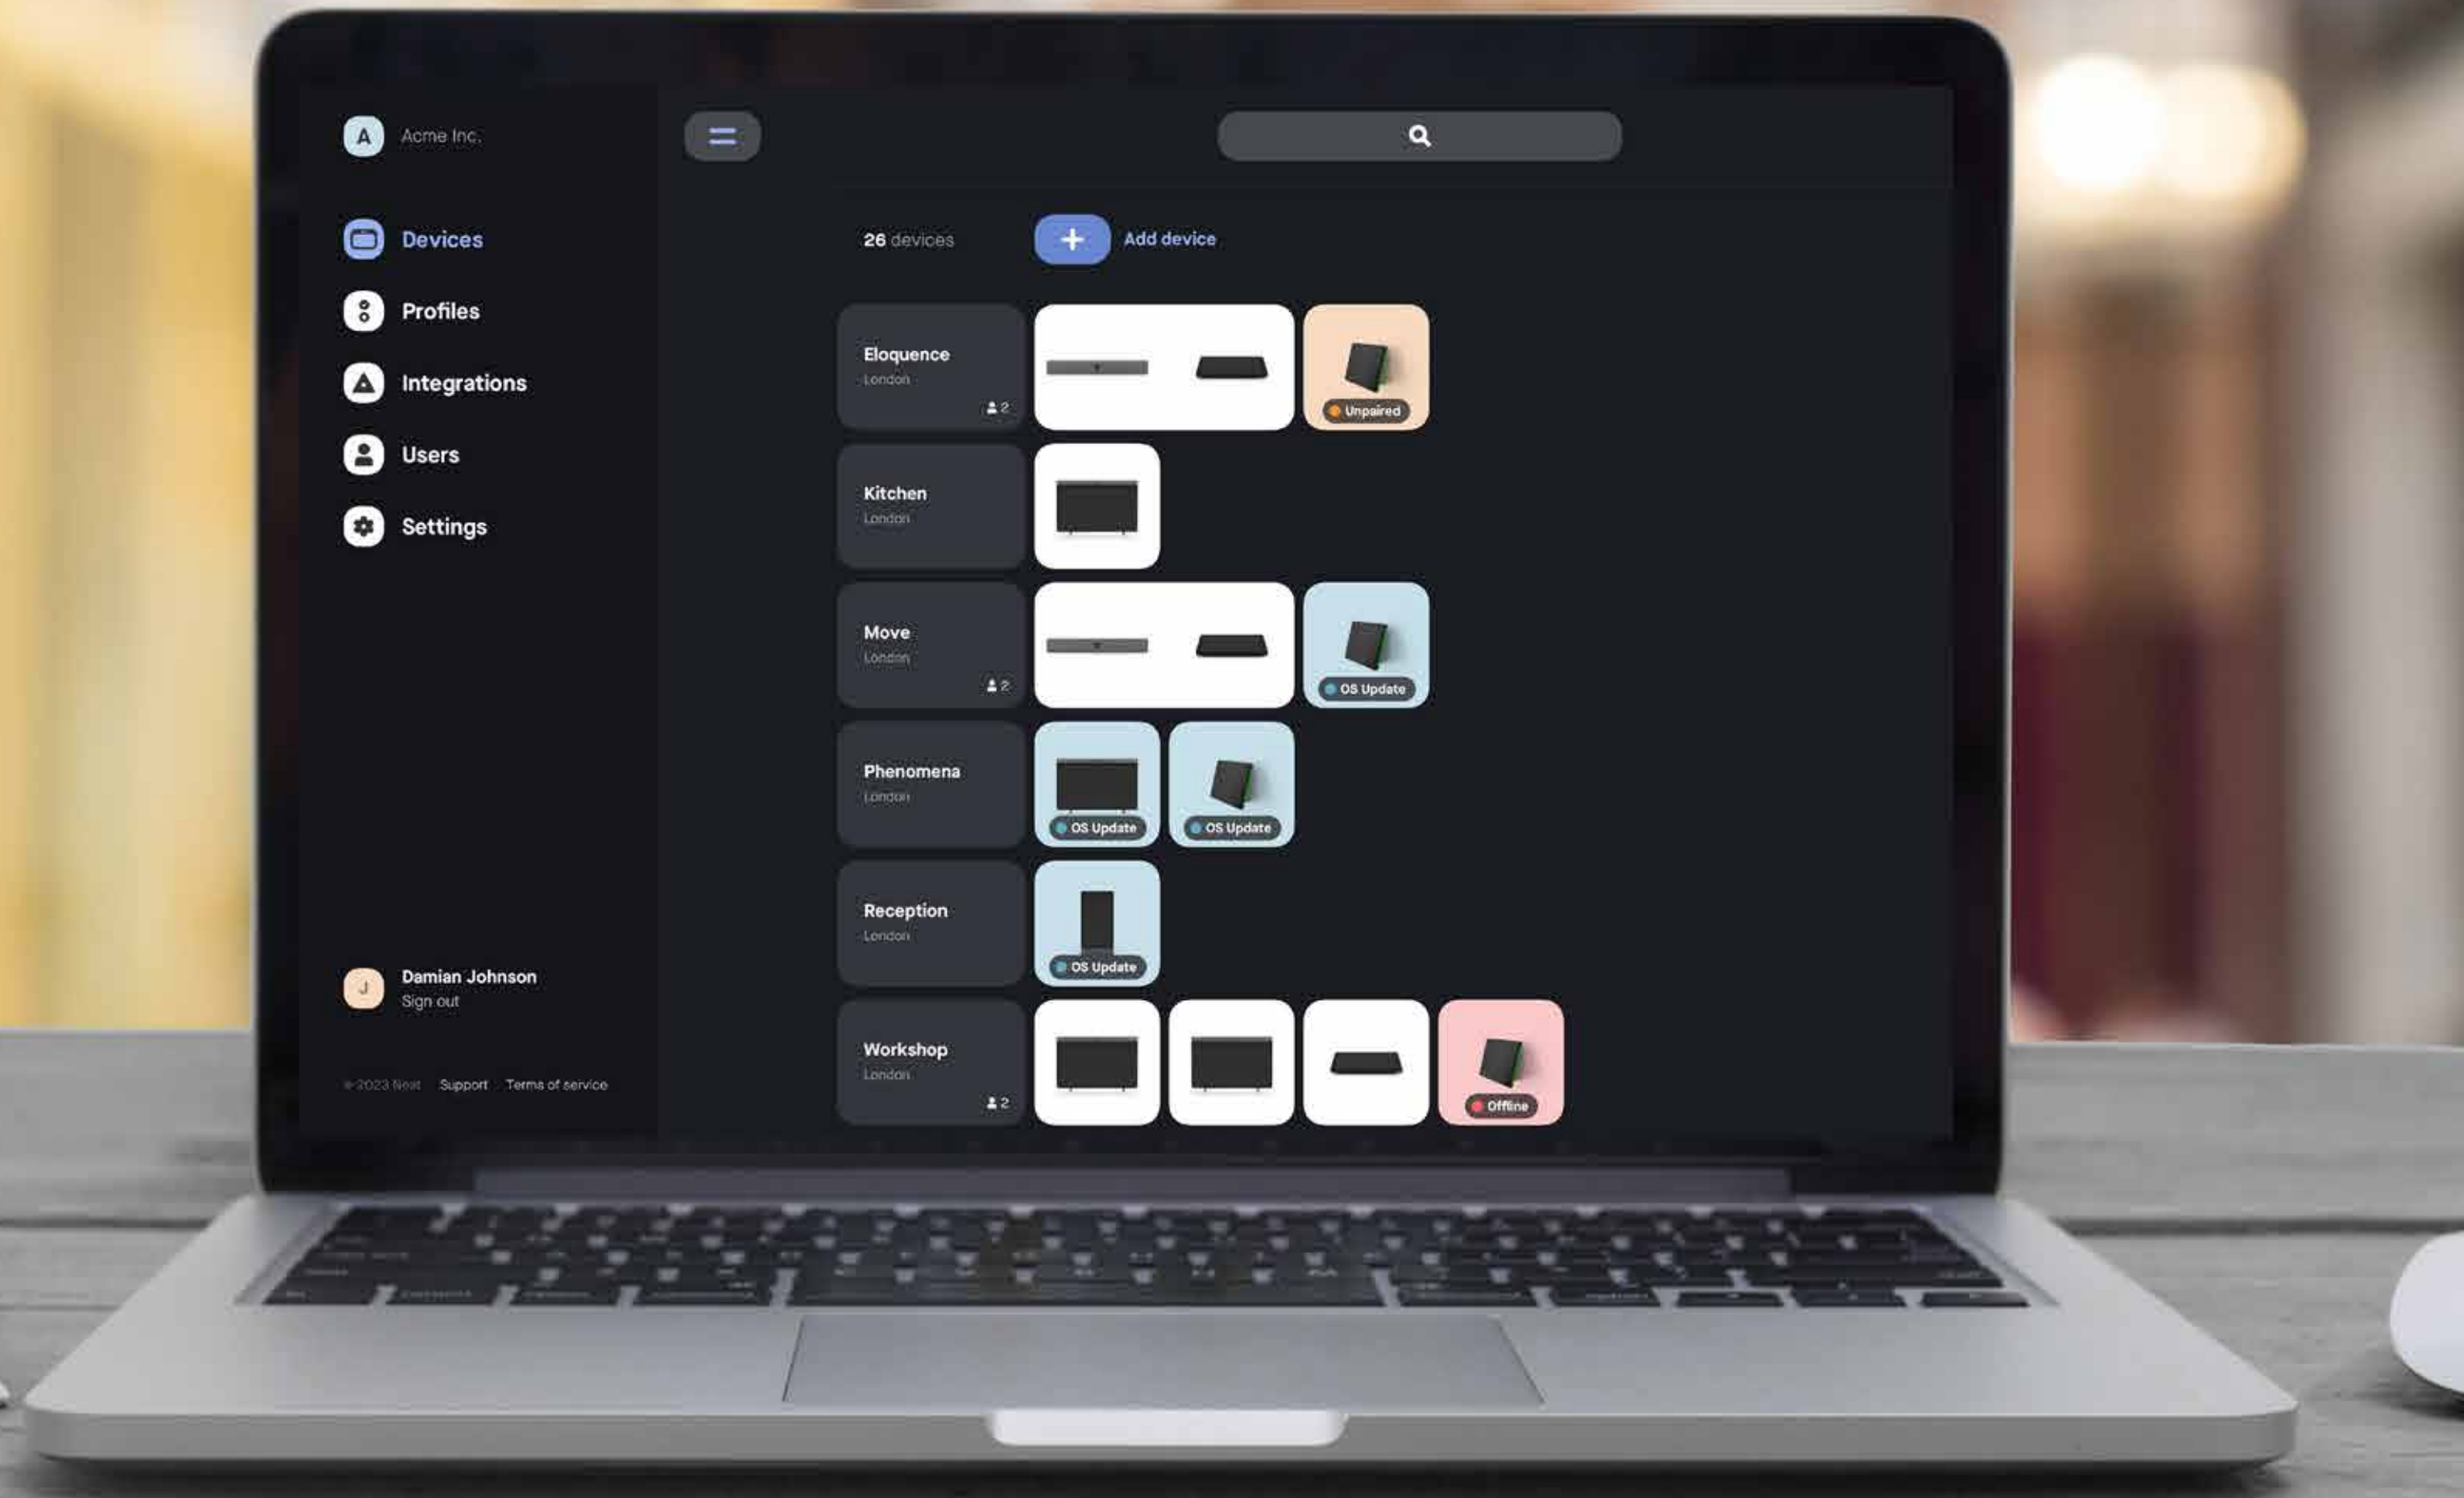 A Acme Inc.
Devices
Profiles
Integrations
Users
Settings
J Damian Johnson
Sign out
© 2023 Neat Support Terms of service
26 devices + Add device
Eloquence
London
2
Unpaired
Kitchen
London
Move
London
2
OS Update
Phenomena
London
OS Update OS Update
Reception
London
OS Update
Workshop
London
2
Offline